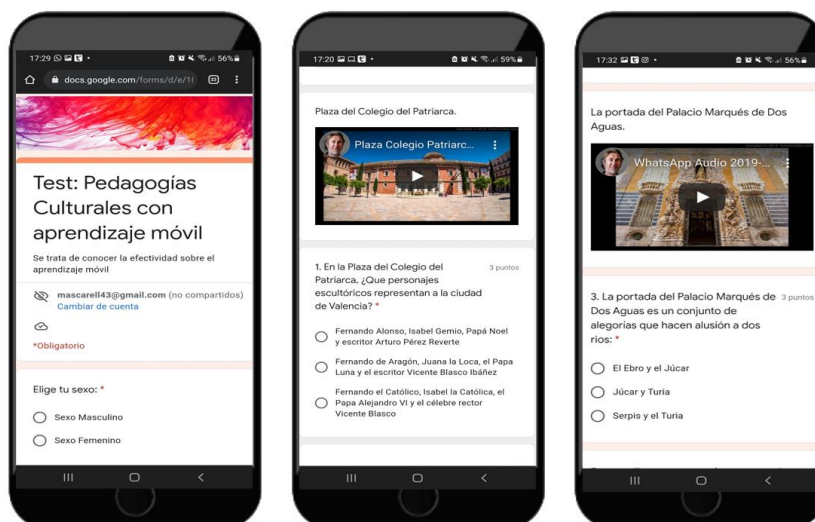 17:29
56%
docs.google.com/forms/d/e/1I
Test: Pedagogías
Culturales con
aprendizaje móvil
Se trata de conocer la efectividad sobre el
aprendizaje móvil
mascarell43@gmail.com (no compartidos)
Cambiar de cuenta
*Obligatorio
Elige tu sexo: *
Sexo Masculino
Sexo Femenino
17:20
59%
Plaza del Colegio del Patriarca.
Plaza Colegio Patriarc...
1. En la Plaza del Colegio del
3 puntos
Patriarca, ¿Que personajes
escultóricos representan a la ciudad
de Valencia? *
Fernando Alonso, Isabel Gemio, Papá Noel
y escritor Arturo Pérez Reverte
Fernando de Aragón, Juana la Loca, el Papa
Luna y el escritor Vicente Blasco Ibáñez
Fernando el Católico, Isabel la Católica, el
Papa Alejandro VI y el célebre rector
Vicente Blasco
17:32
56%
La portada del Palacio Marqués de Dos
Aguas.
WhatsApp Audio 2019-...
3. La portada del Palacio Marqués de
3 puntos
Dos Aguas es un conjunto de
alegorías que hacen alusión a dos
rios: *
El Ebro y el Júcar
Júcar y Turia
Serpis y el Turia